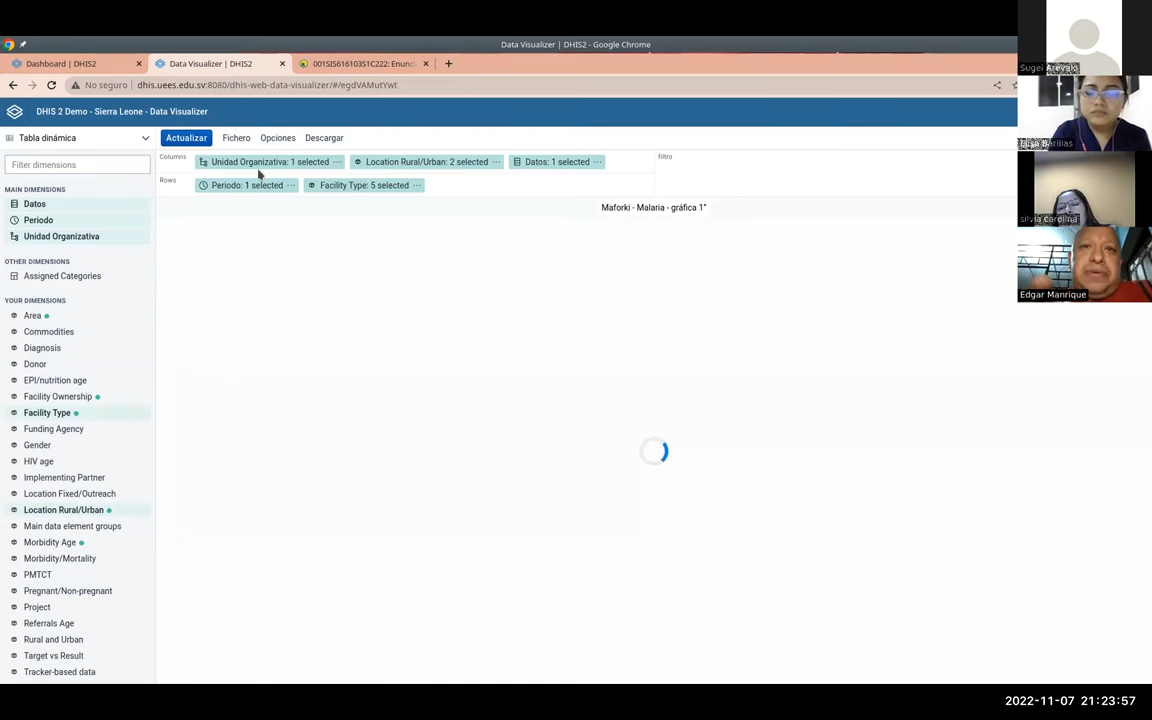 Data Visualizer | DHIS2 - Google Chrome
Dashboard | DHIS2
Data Visualizer | DHIS2
001SIS616103S1C222: Enunci
No seguro
dhis.uees.edu.sv:8080/dhis-web-data-visualizer/#/egdVAMutYwt
DHIS 2 Demo - Sierra Leone - Data Visualizer
Tabla dinámica
Actualizar
Fichero
Opciones
Descargar
Filter dimensions
MAIN DIMENSIONS
Datos
Periodo
Unidad Organizativa
OTHER DIMENSIONS
Assigned Categories
YOUR DIMENSIONS
Area
Commodities
Diagnosis
Donor
EPI/nutrition age
Facility Ownership
Facility Type
Funding Agency
Gender
HIV age
Implementing Partner
Location Fixed/Outreach
Location Rural/Urban
Main data element groups
Morbidity Age
Morbidity/Mortality
PMTCT
Pregnant/Non-pregnant
Project
Referrals Age
Rural and Urban
Target vs Result
Tracker-based data
Columns
Unidad Organizativa: 1 selected
Location Rural/Urban: 2 selected
Datos: 1 selected
filtro
Rows
Periodo: 1 selected
Facility Type: 5 selected
Maforki - Malaria - gráfica 1"
Sugei Arevalo
silvia carolina
Edgar Manrique
2022-11-07 21:23:57